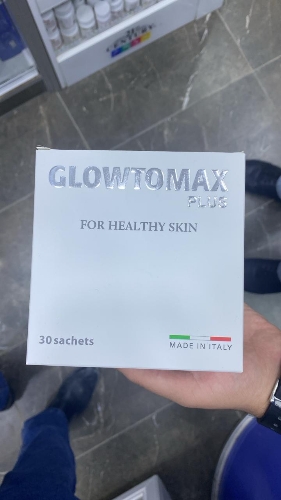 GLOWTOMAX
PLUS
FOR HEALTHY SKIN
30 sachets
MADE IN ITALY